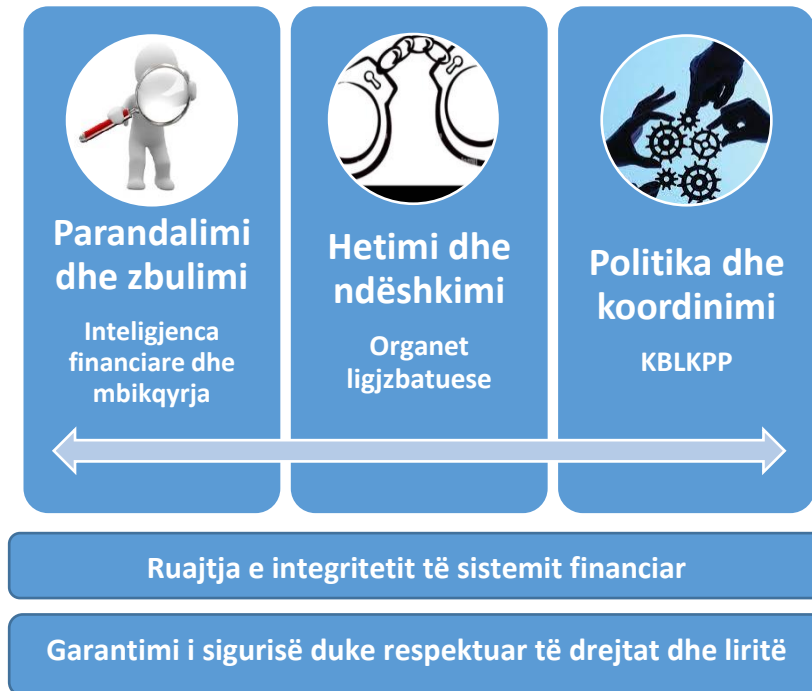 Parandalimi
dhe zbulimi
Inteligjenca
financiare dhe
mbikqyrja
Hetimi dhe
ndëshkimi
Organet
ligjzbatuese
Politika dhe
koordinimi
KBLKPP
Ruajtja e integritetit të sistemit financiar
Garantimi i sigurisë duke respektuar të drejtat dhe liritë